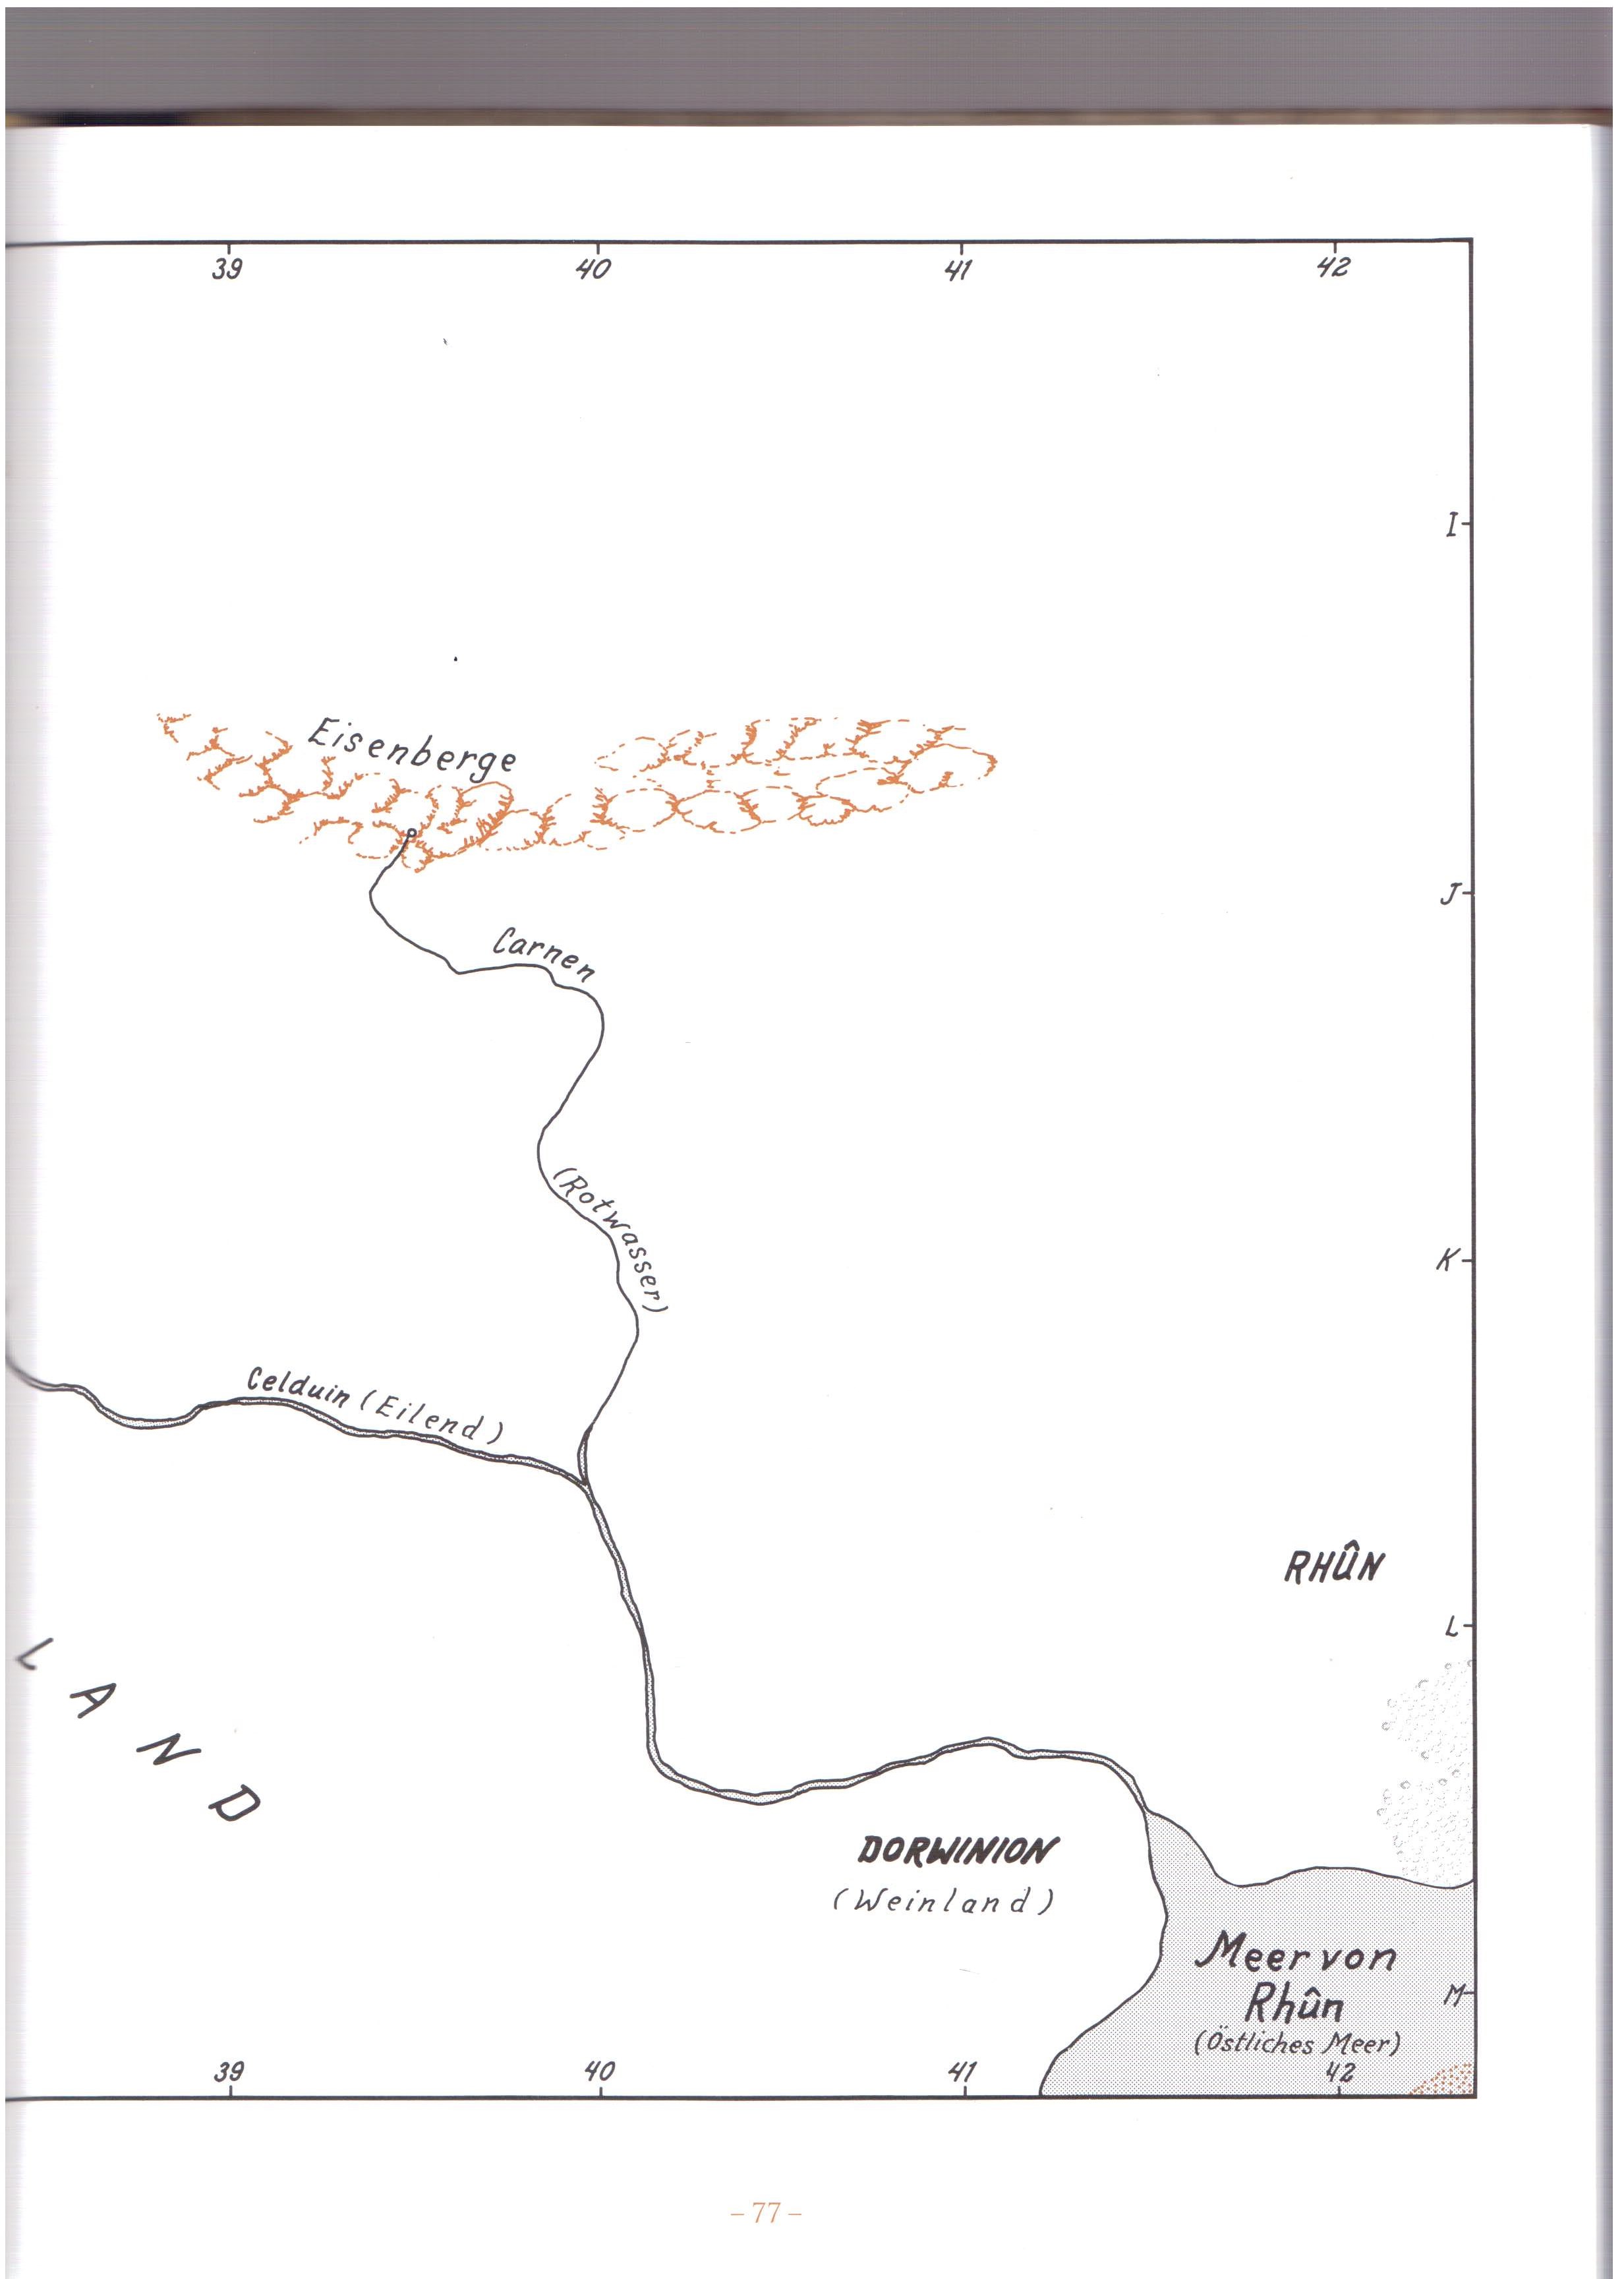 39 40 41 42
I
Eisenberge
J
Carnen
(Rotwasser)
K
Celduin (Eilend)
RHÛN
L
LAND
DORWINION
(Weinland)
Meer von
Rhûn
(Östliches Meer)
M
39 40 41 42
– 77 –